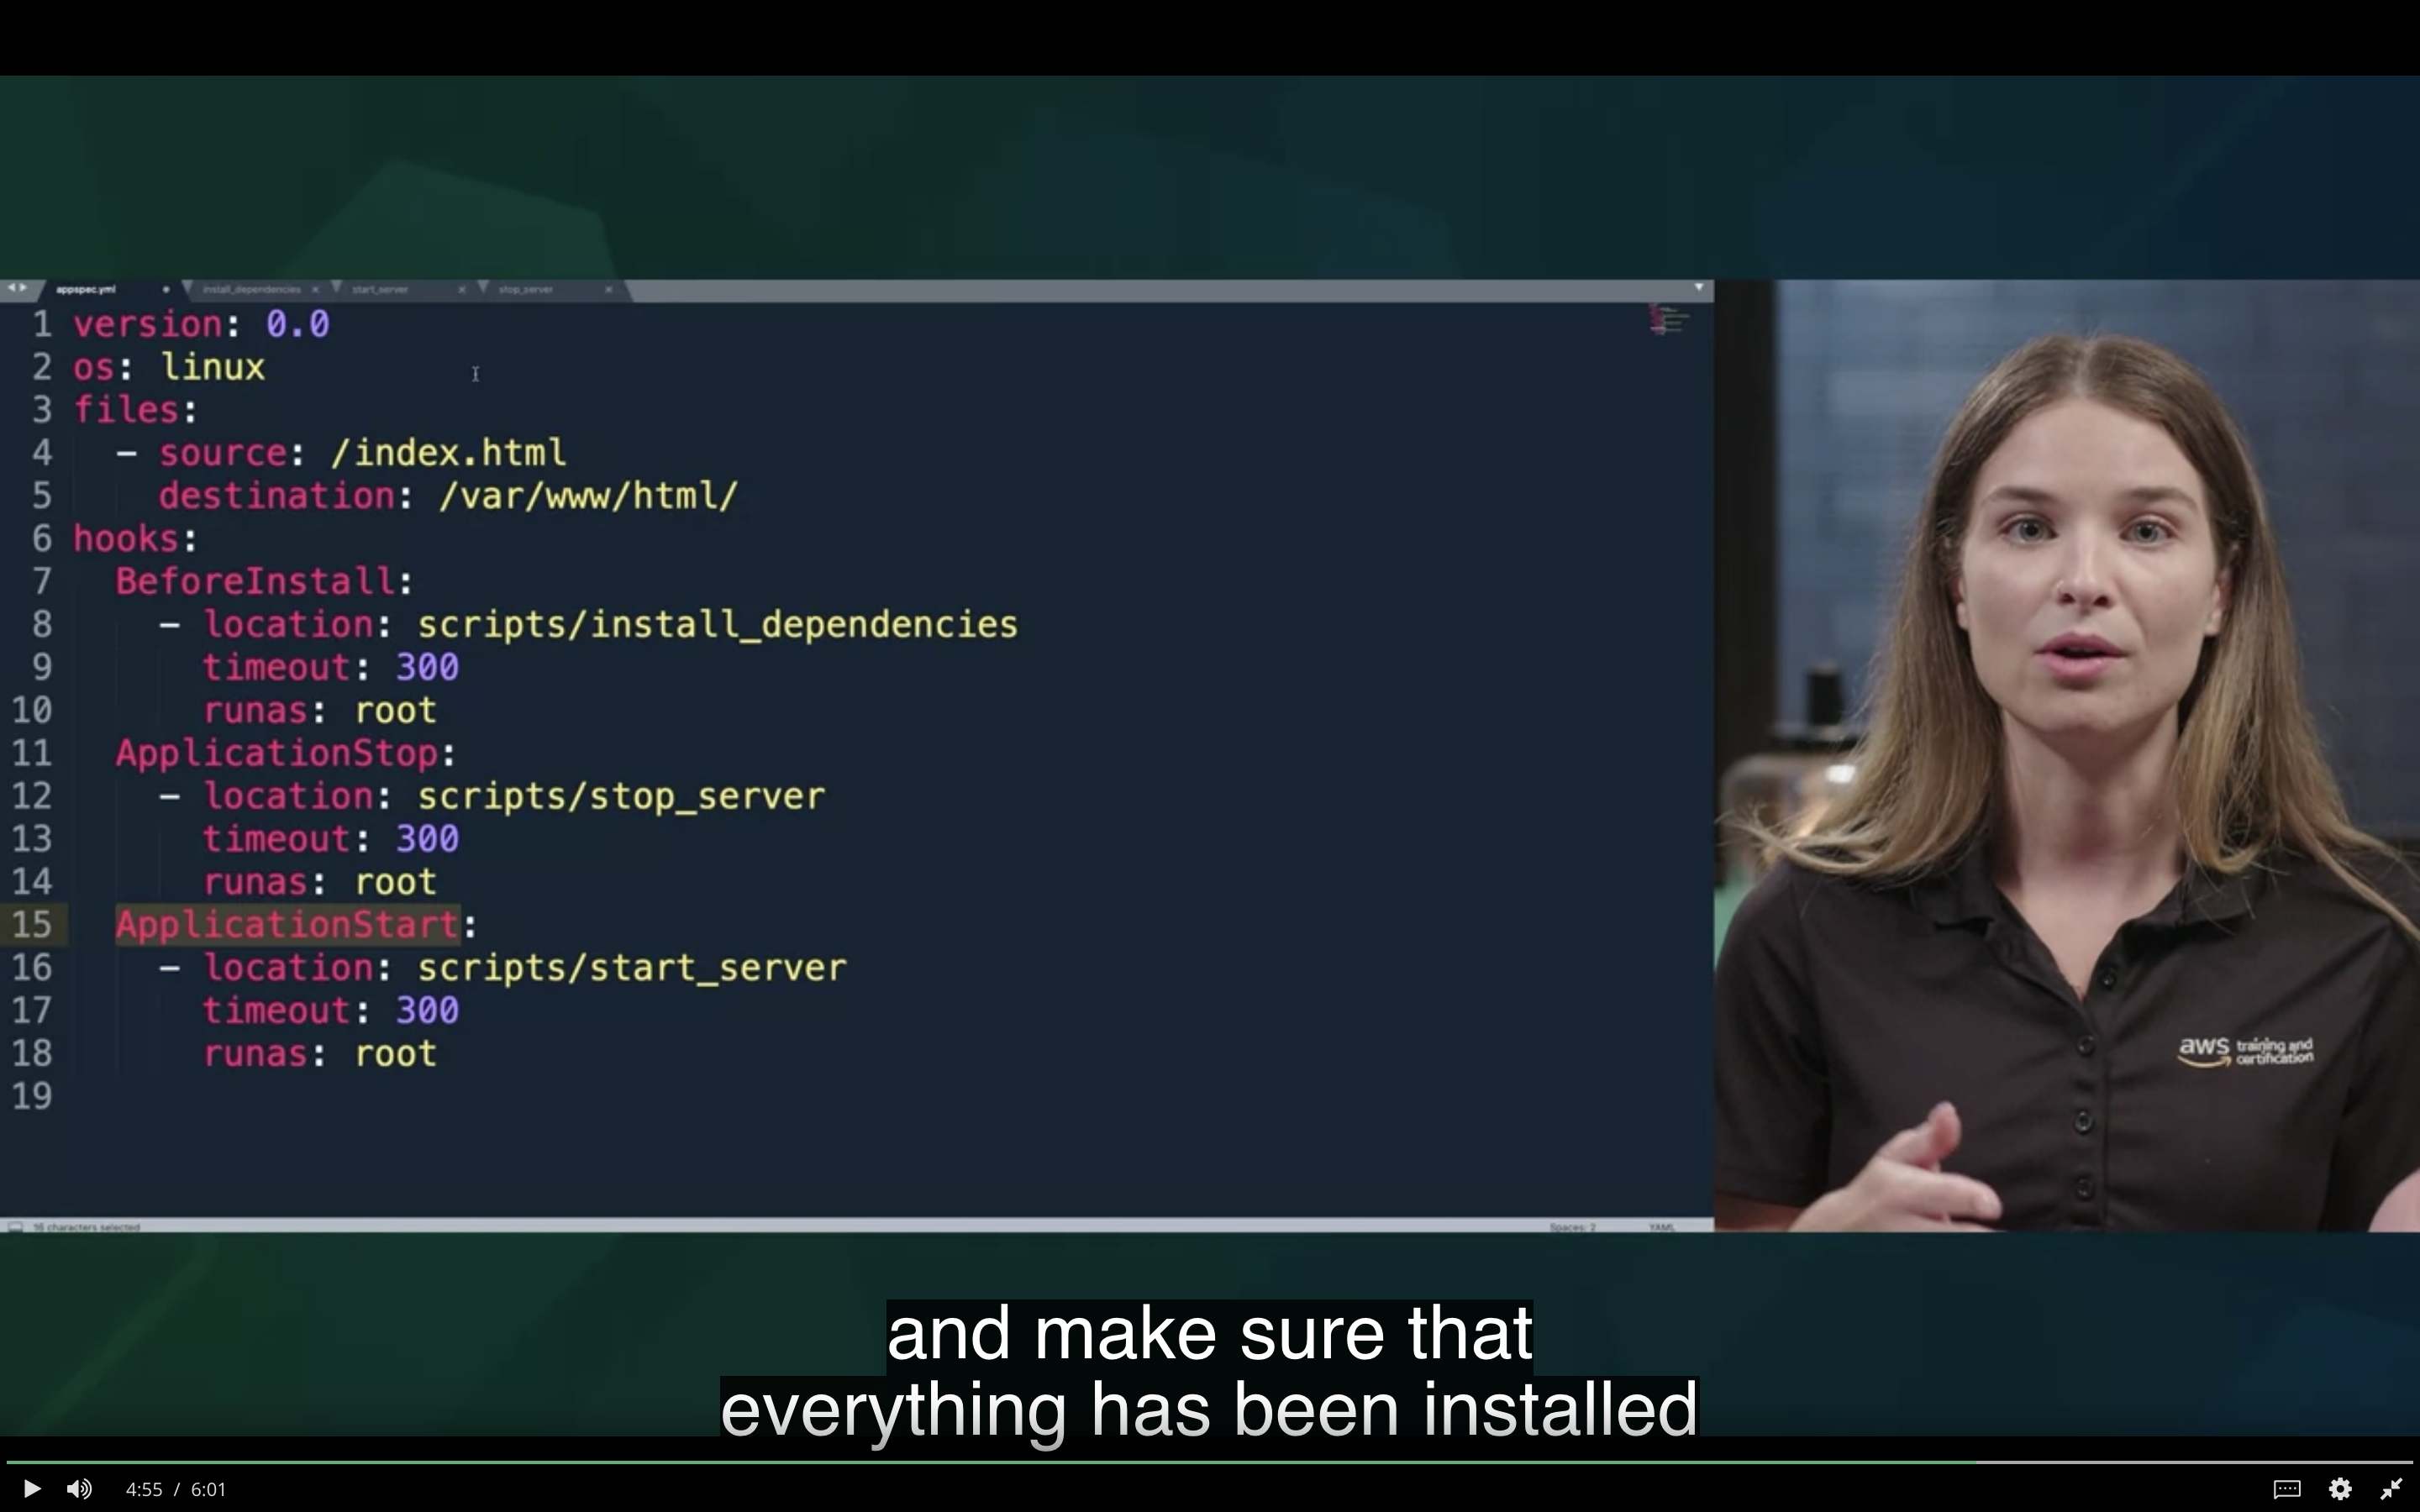 appspec.yml
install_dependencies
start_server
stop_server
1 version: 0.0
2 os: linux
3 files:
4 - source: /index.html
5 destination: /var/www/html/
6 hooks:
7 BeforeInstall:
8 - location: scripts/install_dependencies
9 timeout: 300
10 runas: root
11 ApplicationStop:
12 - location: scripts/stop_server
13 timeout: 300
14 runas: root
15 ApplicationStart:
16 - location: scripts/start_server
17 timeout: 300
18 runas: root
19
16 characters selected
Spaces: 2
YAML
aws training and
certification
and make sure that
everything has been installed
4:55 / 6:01